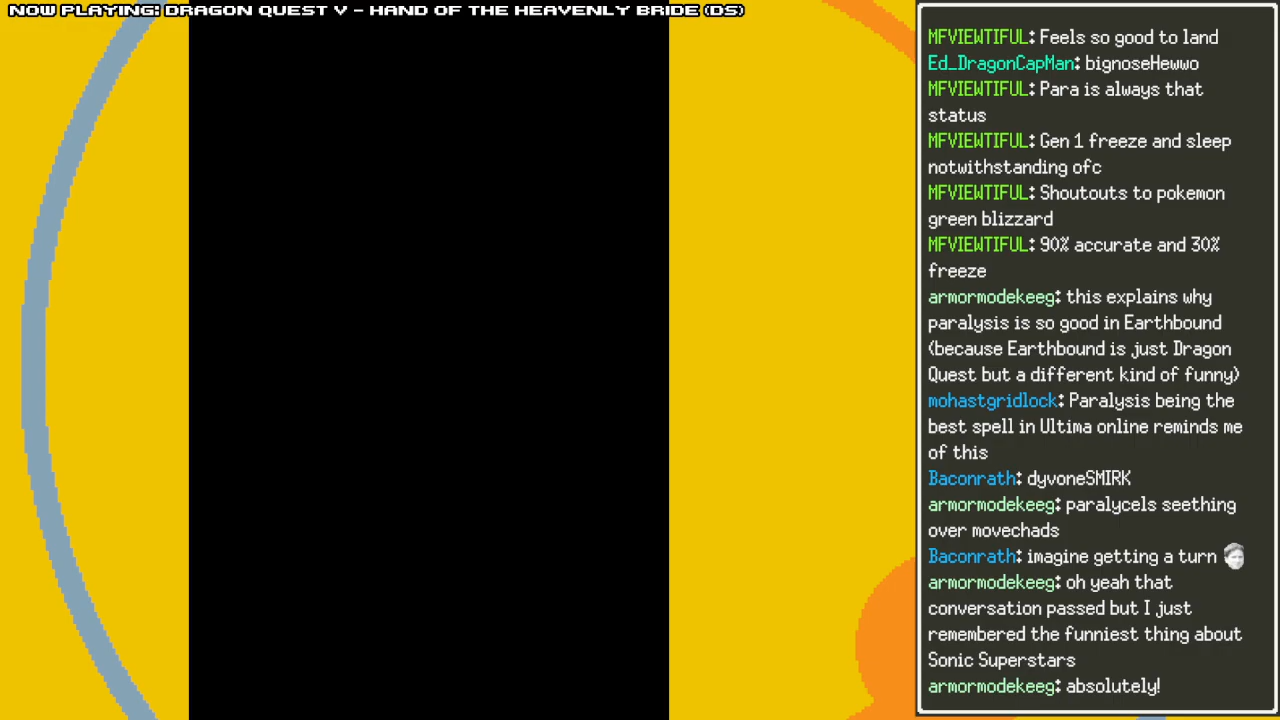 NOW PLAYING: DRAGON QUEST V - HAND OF THE HEAVENLY BRIDE (DS)
MFVIEWTIFUL: Feels so good to land
Ed_DragonCapMan: bignoseHewwo
MFVIEWTIFUL: Para is always that
status
MFVIEWTIFUL: Gen 1 freeze and sleep
notwithstanding ofc
MFVIEWTIFUL: Shoutouts to pokemon
green blizzard
MFVIEWTIFUL: 90% accurate and 30%
freeze
armormodekeeg: this explains why
paralysis is so good in Earthbound
(because Earthbound is just Dragon
Quest but a different kind of funny)
mohastgridlock: Paralysis being the
best spell in Ultima online reminds me
of this
Baconrath: dyvoneSMIRK
armormodekeeg: paralycels seething
over movechads
Baconrath: imagine getting a turn
armormodekeeg: oh yeah that
conversation passed but I just
remembered the funniest thing about
Sonic Superstars
armormodekeeg: absolutely!